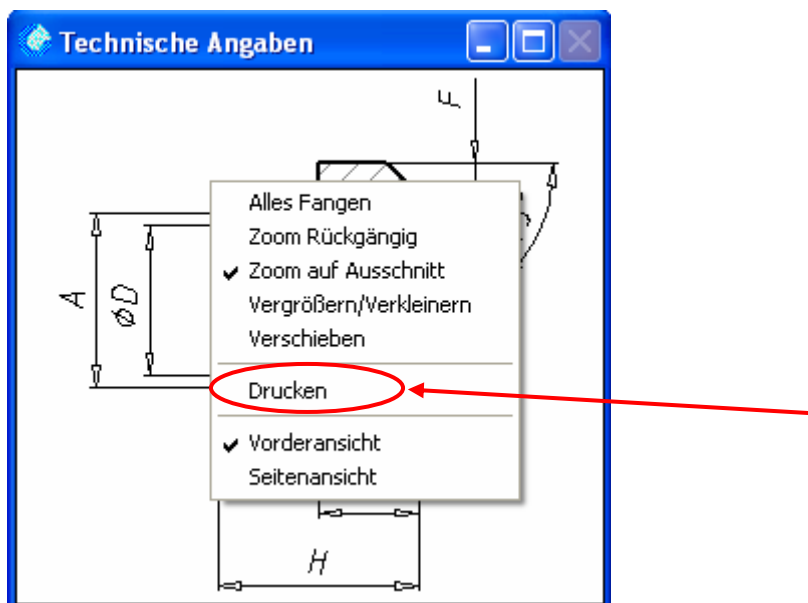 Technische Angaben
F
Alles Fangen
Zoom Rückgängig
Zoom auf Ausschnitt
Vergrößern/Verkleinern
Verschieben
Drucken
Vorderansicht
Seitenansicht
A
ØD
H